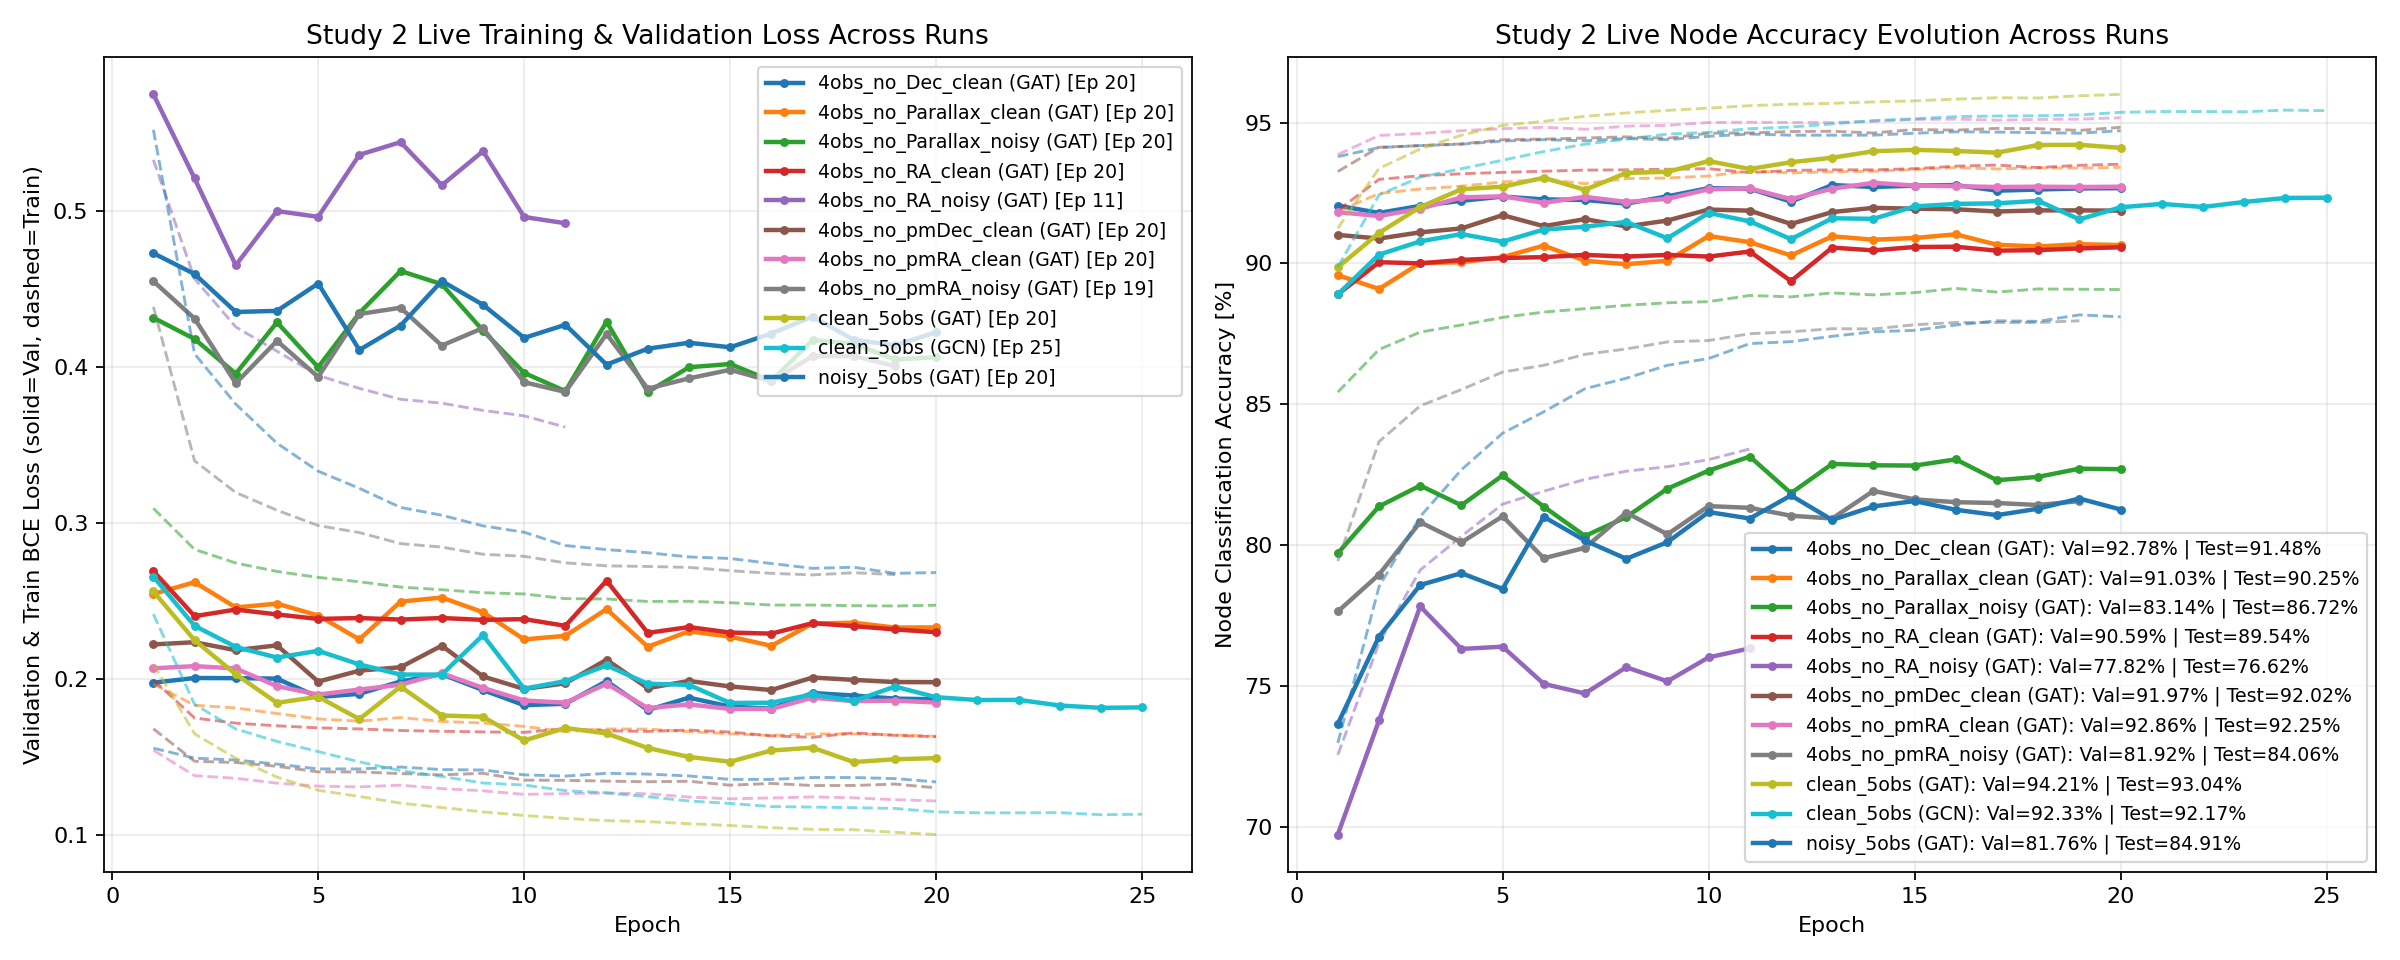 Study 2 Live Training & Validation Loss Across Runs
Validation & Train BCE Loss (solid=Val, dashed=Train)
0.5
0.4
0.3
0.2
0.1
0
5
10
15
20
25
Epoch
4obs_no_Dec_clean (GAT) [Ep 20]
4obs_no_Parallax_clean (GAT) [Ep 20]
4obs_no_Parallax_noisy (GAT) [Ep 20]
4obs_no_RA_clean (GAT) [Ep 20]
4obs_no_RA_noisy (GAT) [Ep 11]
4obs_no_pmDec_clean (GAT) [Ep 20]
4obs_no_pmRA_clean (GAT) [Ep 20]
4obs_no_pmRA_noisy (GAT) [Ep 19]
clean_5obs (GAT) [Ep 20]
clean_5obs (GCN) [Ep 25]
noisy_5obs (GAT) [Ep 20]
Study 2 Live Node Accuracy Evolution Across Runs
Node Classification Accuracy [%]
95
90
85
80
75
70
0
5
10
15
20
25
Epoch
4obs_no_Dec_clean (GAT): Val=92.78% | Test=91.48%
4obs_no_Parallax_clean (GAT): Val=91.03% | Test=90.25%
4obs_no_Parallax_noisy (GAT): Val=83.14% | Test=86.72%
4obs_no_RA_clean (GAT): Val=90.59% | Test=89.54%
4obs_no_RA_noisy (GAT): Val=77.82% | Test=76.62%
4obs_no_pmDec_clean (GAT): Val=91.97% | Test=92.02%
4obs_no_pmRA_clean (GAT): Val=92.86% | Test=92.25%
4obs_no_pmRA_noisy (GAT): Val=81.92% | Test=84.06%
clean_5obs (GAT): Val=94.21% | Test=93.04%
clean_5obs (GCN): Val=92.33% | Test=92.17%
noisy_5obs (GAT): Val=81.76% | Test=84.91%